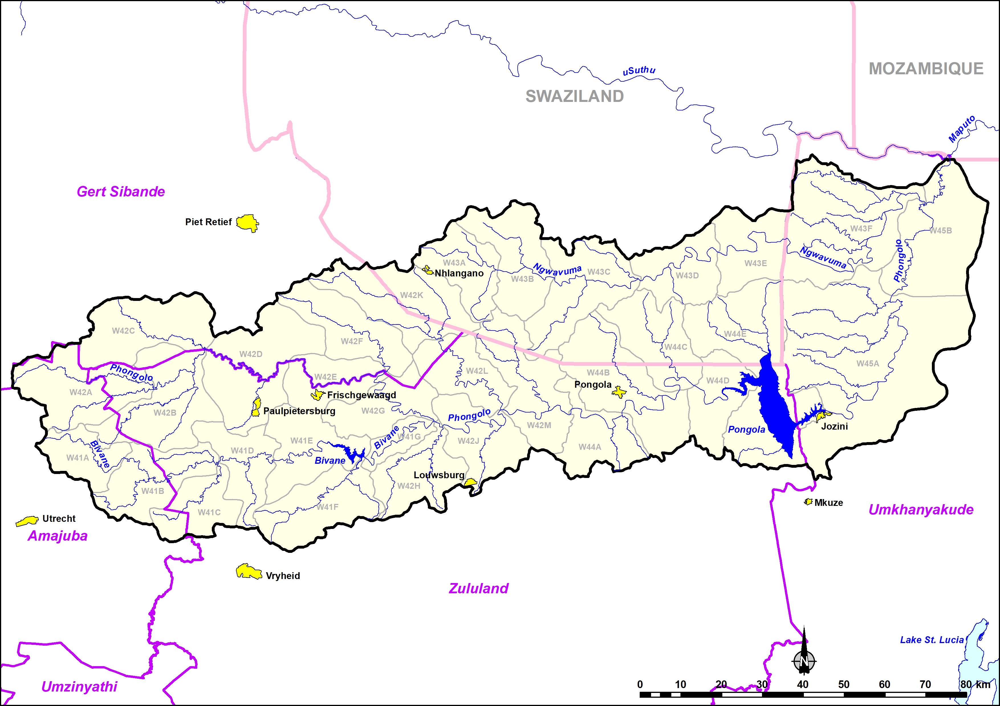 MOZAMBIQUE
uSuthu
SWAZILAND
Maputo
Gert Sibande
Piet Retief
W43F
W45B
Ngwavuma
Phongolo
W43A
Nhlangano
W43B
Ngwavuma
W43C
W43D
W43E
W42K
W42C
W42D
W42F
W44E
W44C
W45A
Phongolo
W42E
W42L
W44B
Pongola
W44D
W42A
Frischgewaagd
W42B
Paulpietersburg
W42G
Phongolo
W42M
Jozini
Pongola
Bivane
W41G
W41E
W42J
W44A
Bivane
W41A
W41D
Bivane
Louwsburg
W42H
W41B
W41F
W41C
Mkuze
Umkhanyakude
Utrecht
Amajuba
Vryheid
Zululand
Lake St. Lucia
N
Umzinyathi
0 10 20 30 40 50 60 70 80 km